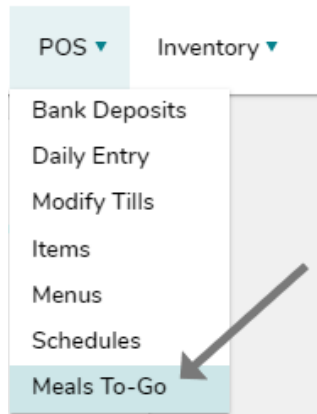 POS ▼ Inventory ▼
Bank Deposits
Daily Entry
Modify Tills
Items
Menus
Schedules
Meals To-Go